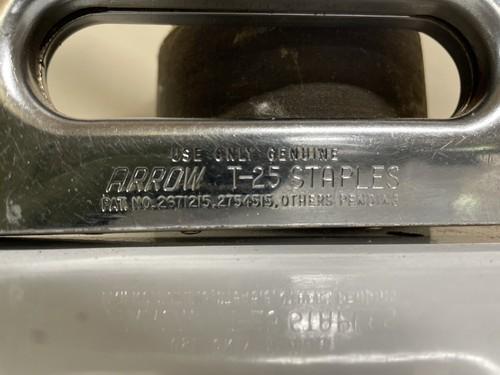 USE ONLY GENUINE
ARROW T-25 STAPLES
PAT. NO. 2671215, 2754515, OTHERS PENDING